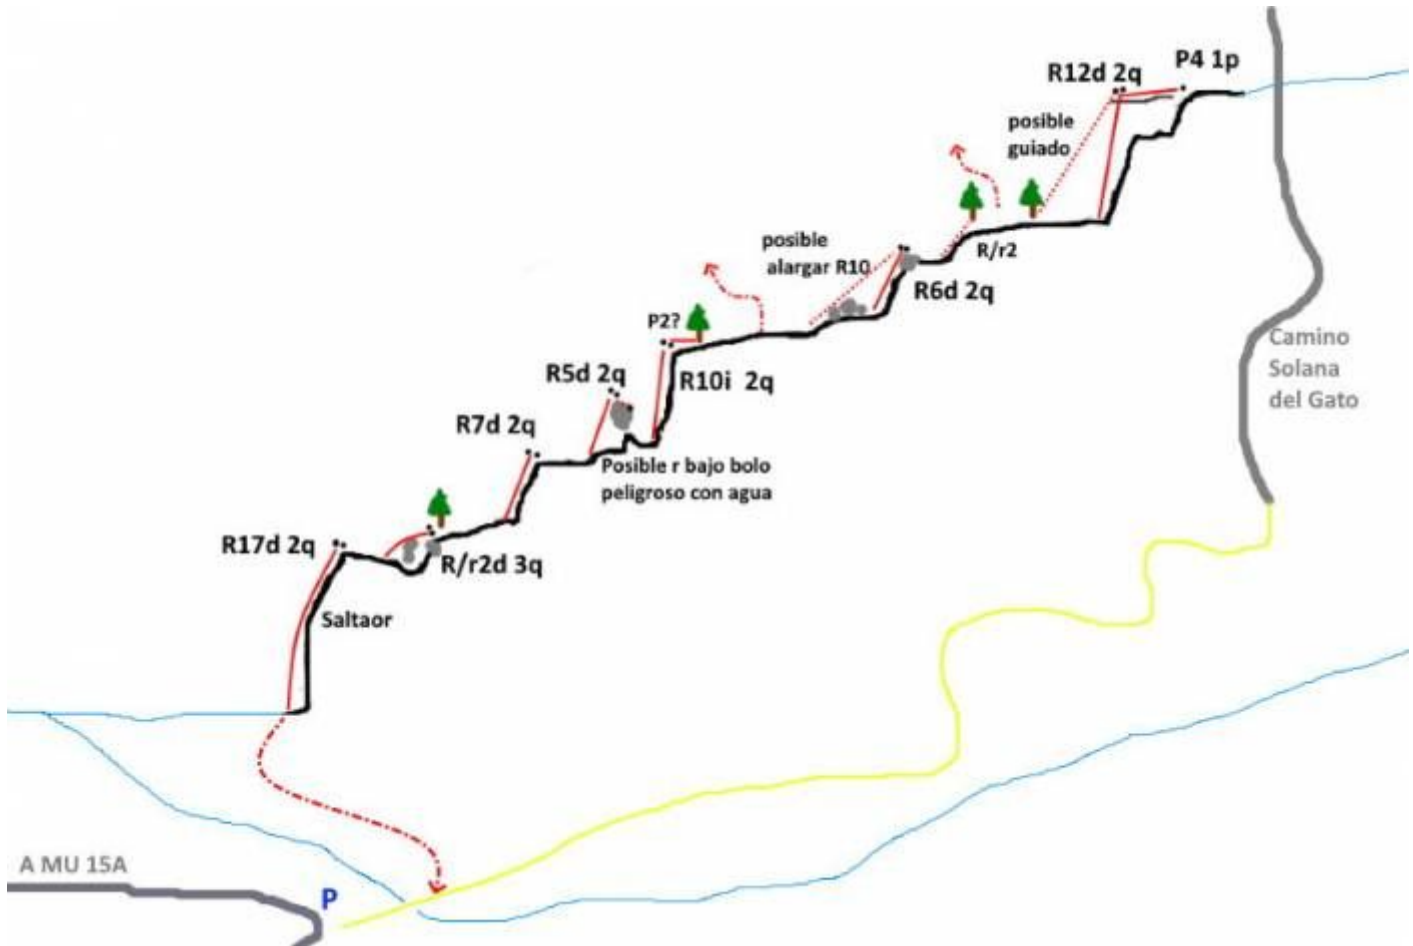 P4 1p
R12d 2q
posible
guiado
R/r2
posible
alargar R10
R6d 2q
P2?
R10i 2q
Camino
Solana
del Gato
R5d 2q
R7d 2q
Posible r bajo bolo
peligroso con agua
R17d 2q
R/r2d 3q
Saltaor
A MU 15A
P